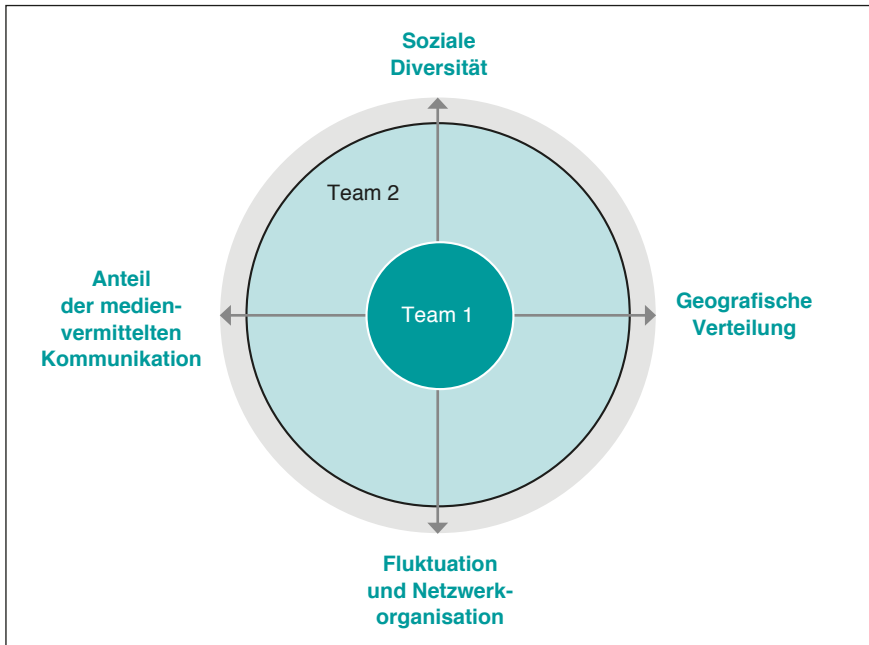 Soziale
Diversität
Team 2
Anteil
der medien-
vermittelten
Kommunikation
Team 1
Geografische
Verteilung
Fluktuation
und Netzwerk-
organisation